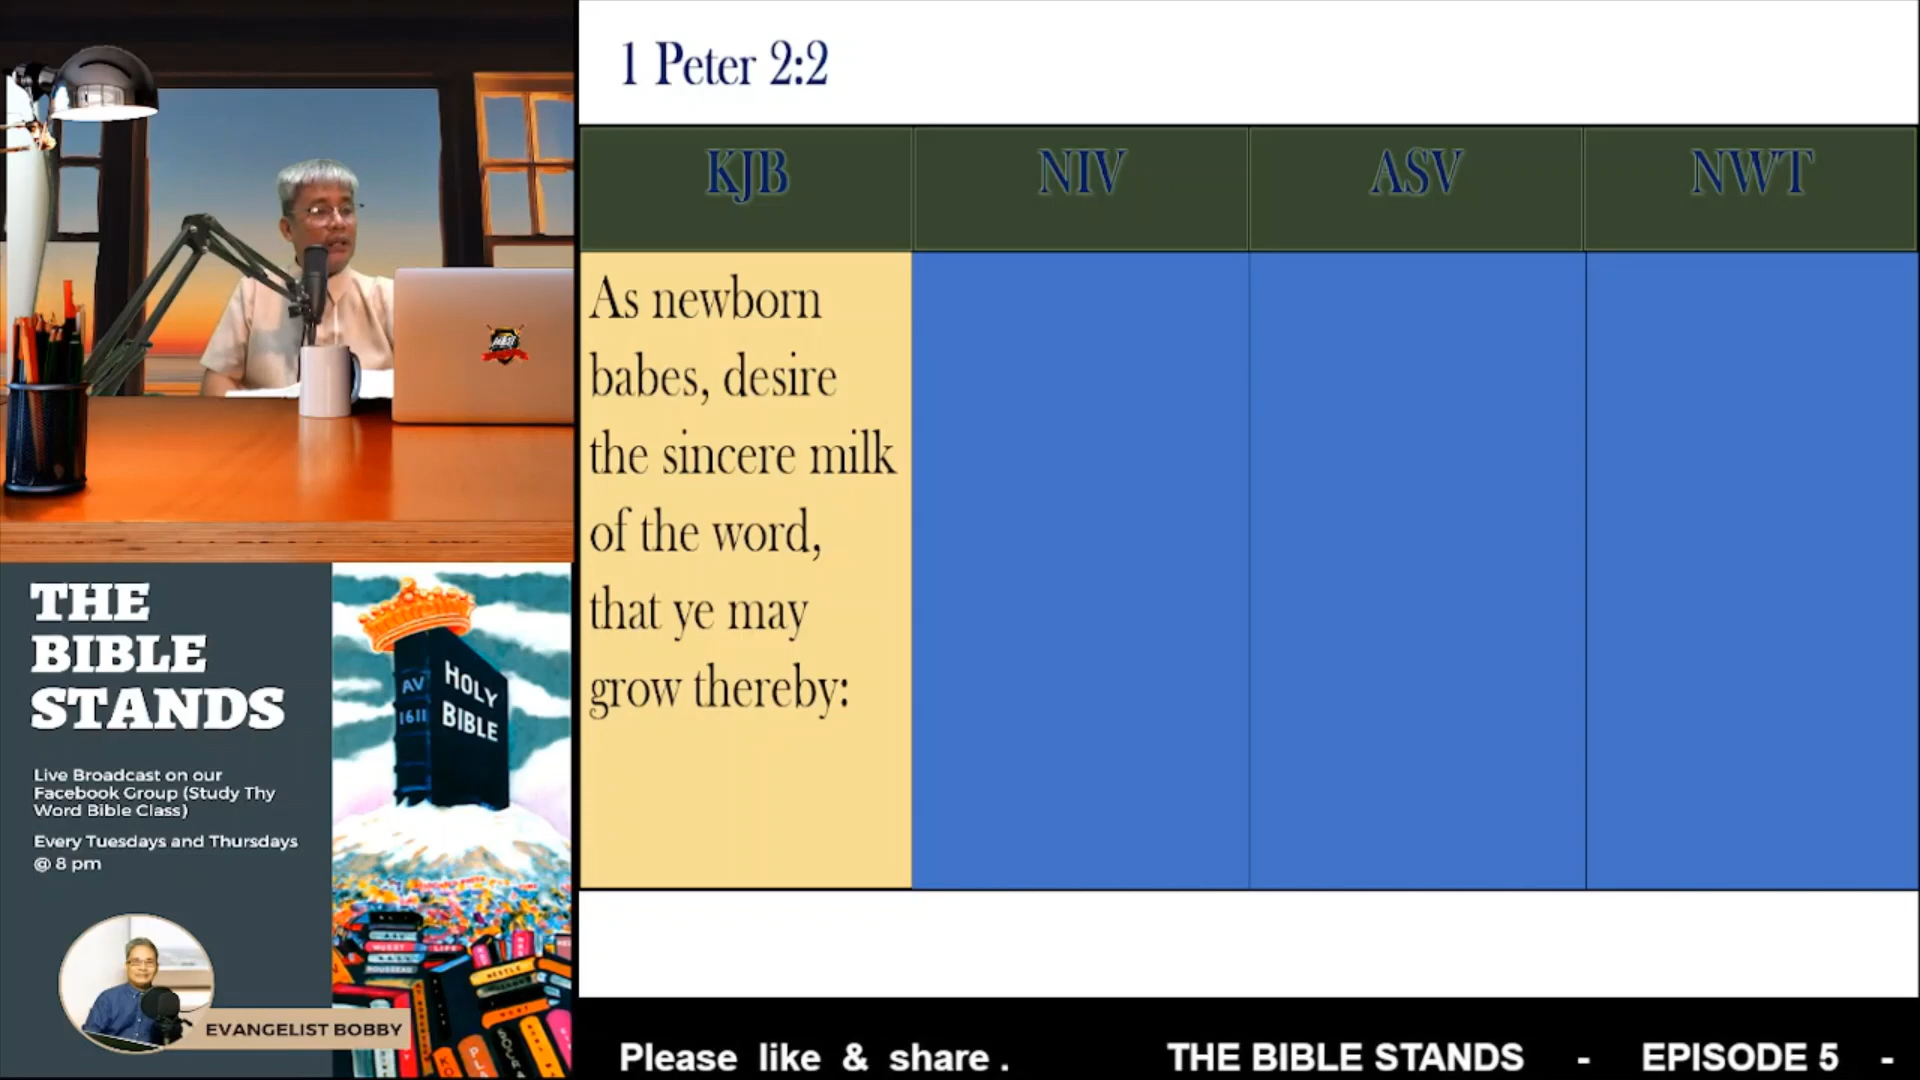 1 Peter 2:2
KJB
NIV
ASV
NWT
As newborn
babes, desire
the sincere milk
of the word,
that ye may
grow thereby:
THE
BIBLE
STANDS
Live Broadcast on our
Facebook Group (Study Thy
Word Bible Class)
Every Tuesdays and Thursdays
@ 8 pm
EVANGELIST BOBBY
AV
1611
HOLY
BIBLE
ASV
ROUSSEAU
NESTLE
Please like & share .
THE BIBLE STANDS - EPISODE 5 -